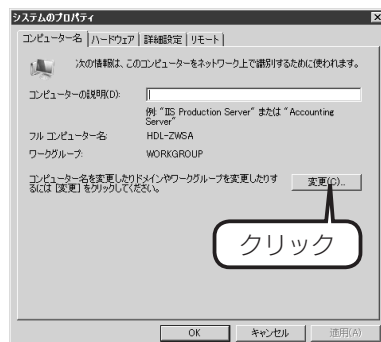 システムのプロパティ
コンピューター名 ハードウェア 詳細設定 リモート
次の情報は、このコンピューターをネットワーク上で識別するために使われます。
コンピューターの説明(D):
例: "IIS Production Server" または "Accounting
Server"
フル コンピューター名: HDL-ZWSA
ワークグループ: WORKGROUP
コンピューター名を変更したりドメインやワークグループを変更したりす
るには [変更] をクリックしてください。
変更(C)...
クリック
OK キャンセル 適用(A)